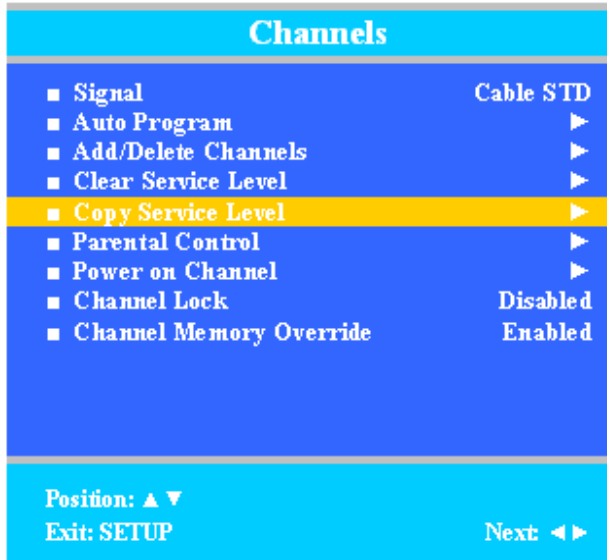 Channels
Signal Cable STD
Auto Program ▶
Add/Delete Channels ▶
Clear Service Level ▶
Copy Service Level ▶
Parental Control ▶
Power on Channel ▶
Channel Lock Disabled
Channel Memory Override Enabled
Position: ▲ ▼
Exit: SETUP Next: ◀ ▶